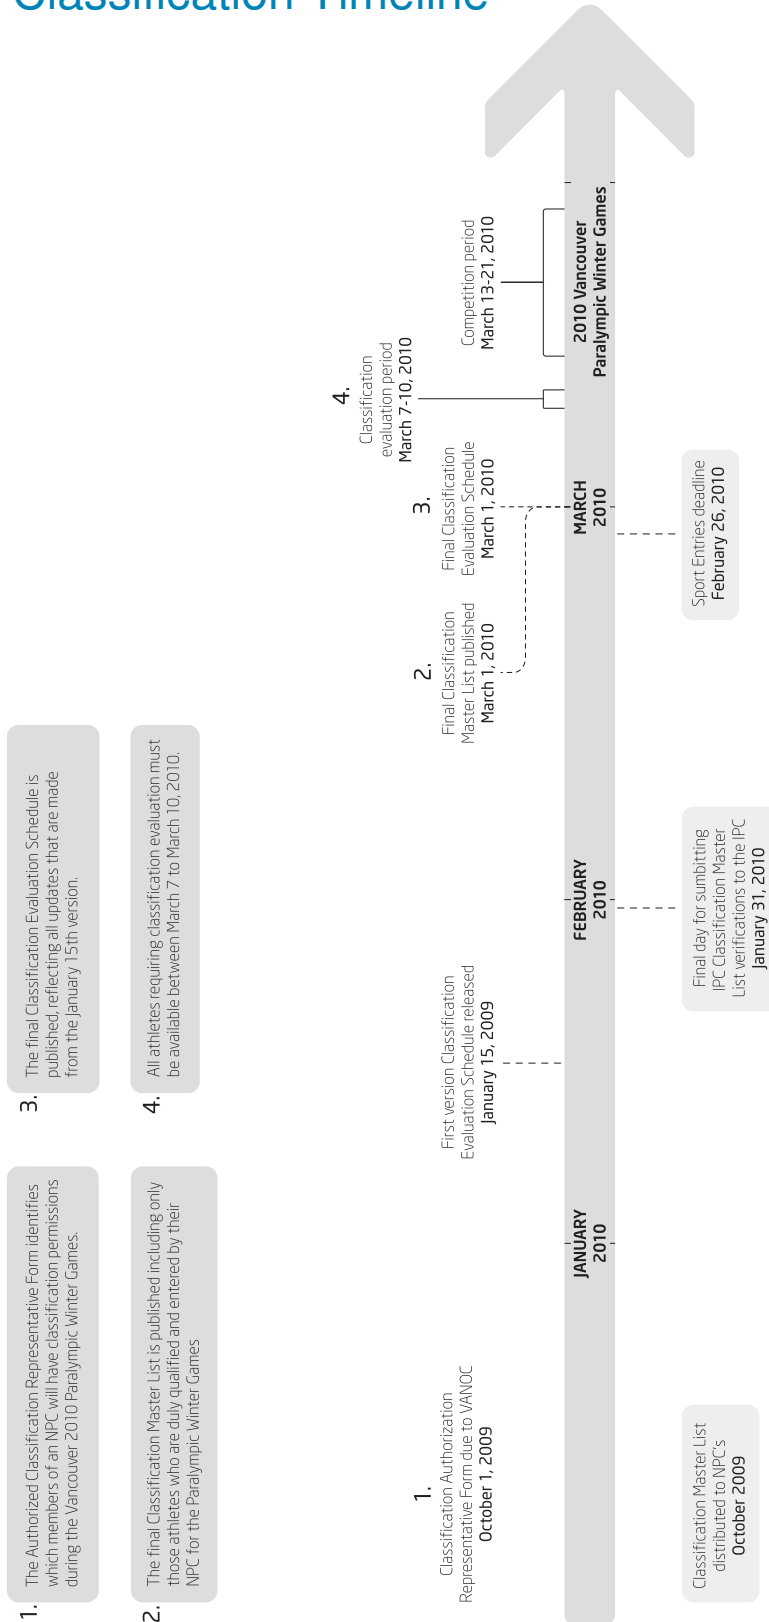 Classification Timeline
1. The Authorized Classification Representative Form identifies
which members of an NPC will have classification permissions
during the Vancouver 2010 Paralympic Winter Games.
2. The final Classification Master List is published including only
those athletes who are duly qualified and entered by their
NPC for the Paralympic Winter Games
3. The final Classification Evaluation Schedule is
published, reflecting all updates that are made
from the January 15th version.
4. All athletes requiring classification evaluation must
be available between March 7 to March 10, 2010.
1.
Classification Authorization
Representative Form due to VANOC
October 1, 2009
First version Classification
Evaluation Schedule released
January 15, 2009
2.
Final Classification
Master List published
March 1, 2010
3.
Final Classification
Evaluation Schedule
March 1, 2010
4.
Classification
evaluation period
March 7-10, 2010
Competition period
March 13-21, 2010
JANUARY
2010
FEBRUARY
2010
MARCH
2010
2010 Vancouver
Paralympic Winter Games
Classification Master List
distributed to NPC's
October 2009
Final day for sumbitting
IPC Classification Master
List verifications to the IPC
January 31, 2010
Sport Entries deadline
February 26, 2010